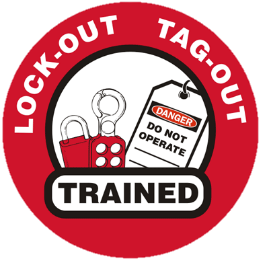 LOCK-OUT TAG-OUT
DANGER
DO NOT
OPERATE
TRAINED